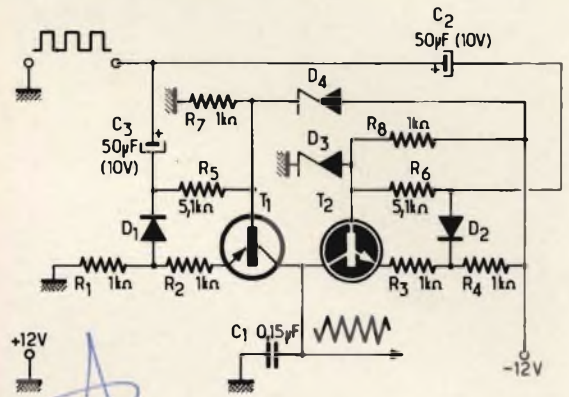 C2
50µF (10V)
+
D4
R7 1kΩ
R8
1kΩ
C3
50µF
(10V)
+
D3
R5
5,1kΩ
T1
T2
R6
5,1kΩ
D1
D2
R1 1kΩ
R2 1kΩ
R3 1kΩ
R4 1kΩ
C1 0,15µF
+12V
-12V